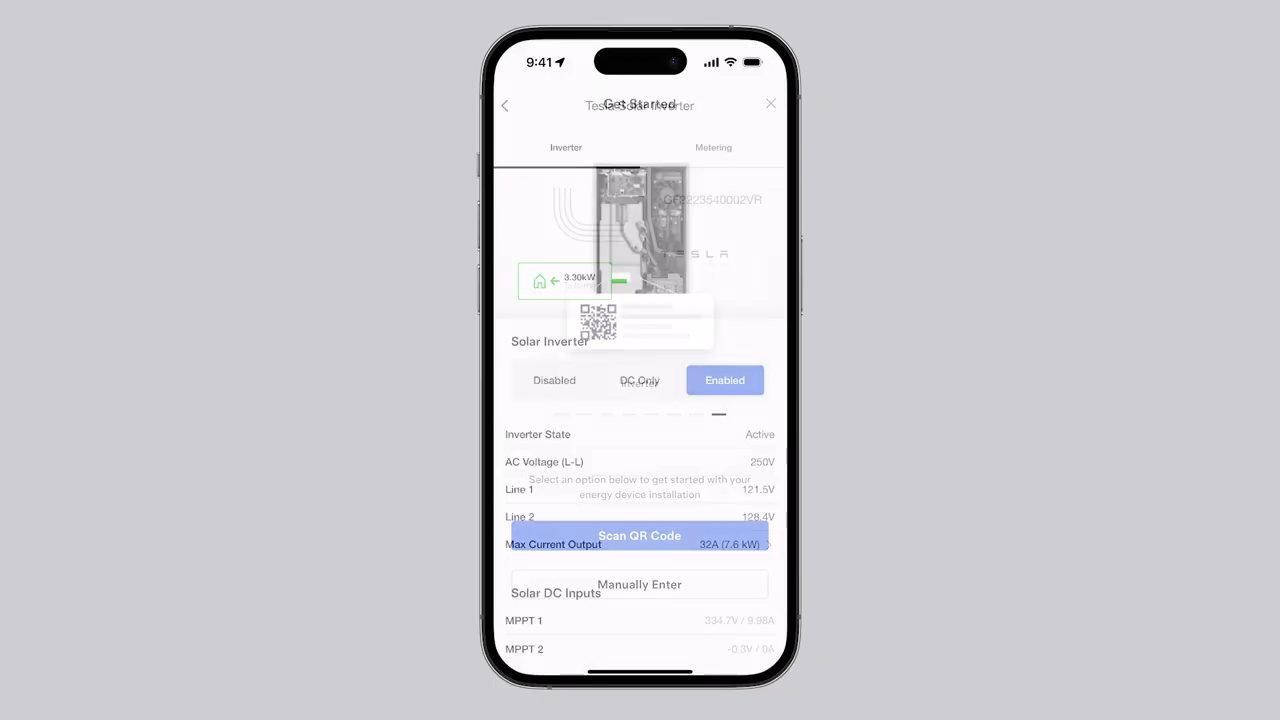 9:41
Get Started
Tesla Solar Inverter
Inverter
Metering
GF2223540002VR
3.30kW
Solar Inverter
Disabled
DC Only
Enabled
Inverter
Inverter State
Active
AC Voltage (L-L)
250V
Select an option below to get started with your
energy device installation
Line 1
121.5V
Line 2
128.4V
Scan QR Code
Max Current Output
32A (7.6 kW)
Manually Enter
Solar DC Inputs
MPPT 1
334.7V / 9.98A
MPPT 2
-0.3V / 0A